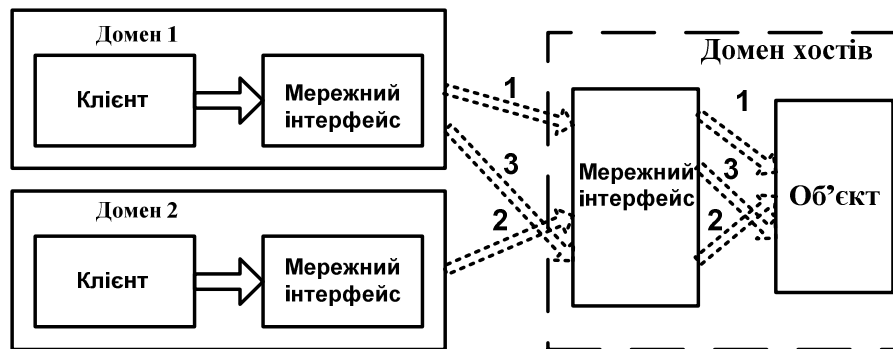 Домен 1
Клієнт
Мережний
інтерфейс
Домен 2
Клієнт
Мережний
інтерфейс
1
3
2
Домен хостів
Мережний
інтерфейс
1
3
2
Об’єкт